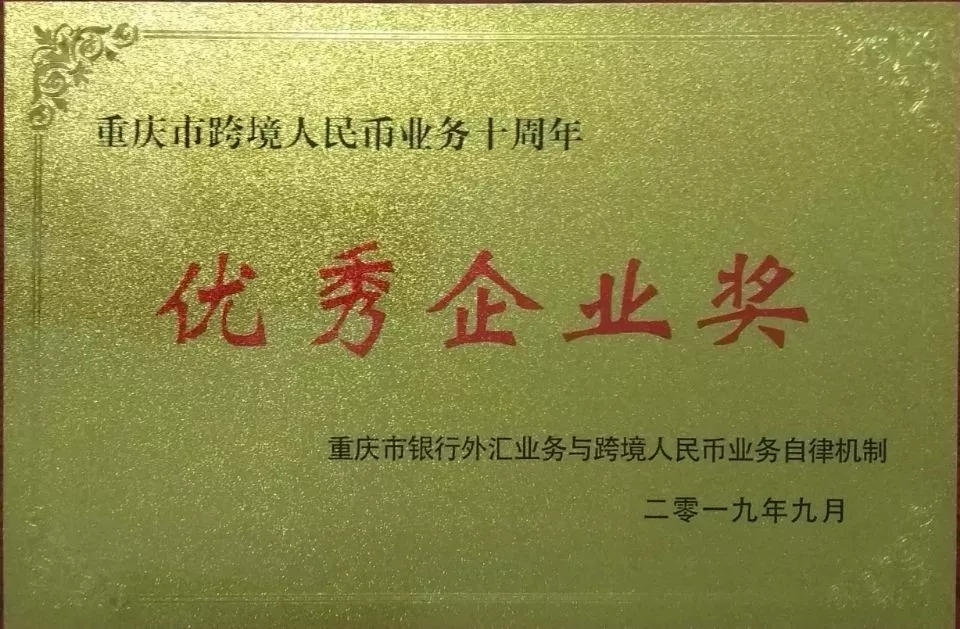 重庆市跨境人民币业务十周年
优秀企业奖
重庆市银行外汇业务与跨境人民币业务自律机制
二零一九年九月